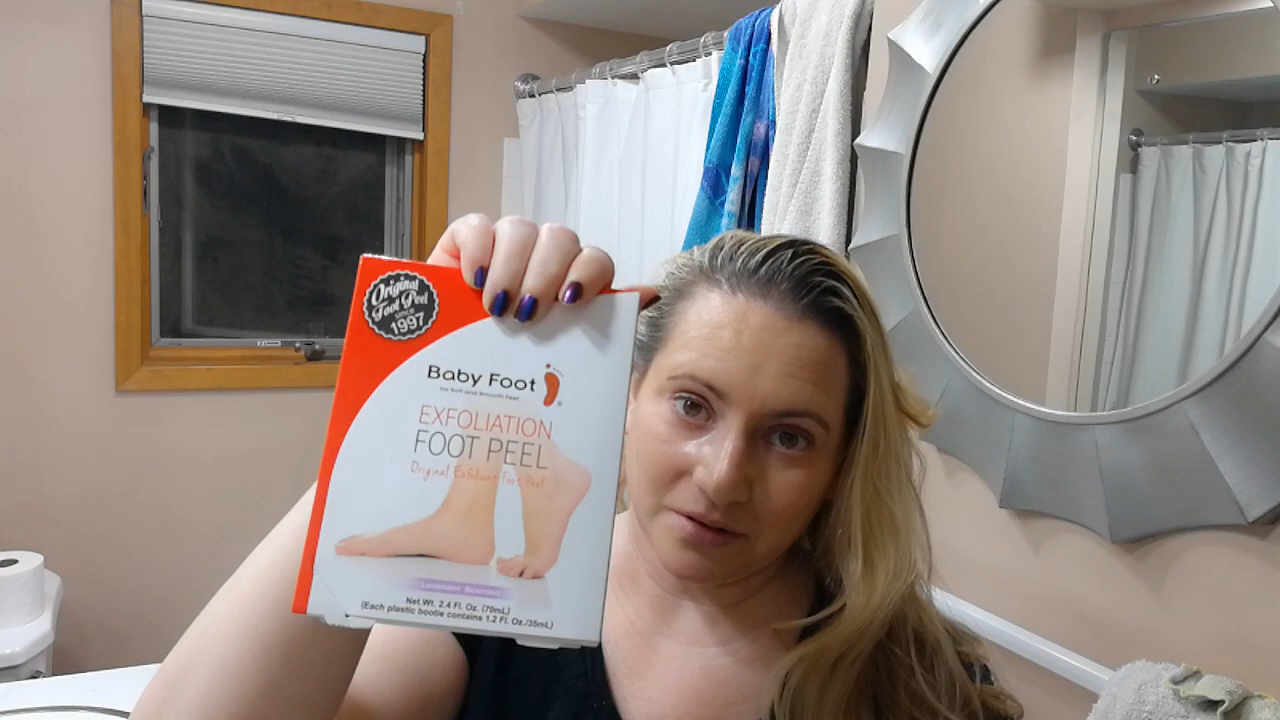 Original
Foot Peel
since
1997
Baby Foot
for Soft and Smooth Feet
EXFOLIATION
FOOT PEEL
Original Exfoliant Foot Peel
Lavender Scented
Net.Wt. 2.4 Fl. Oz. (70mL)
(Each plastic bootie contains 1.2 Fl. Oz./35mL)